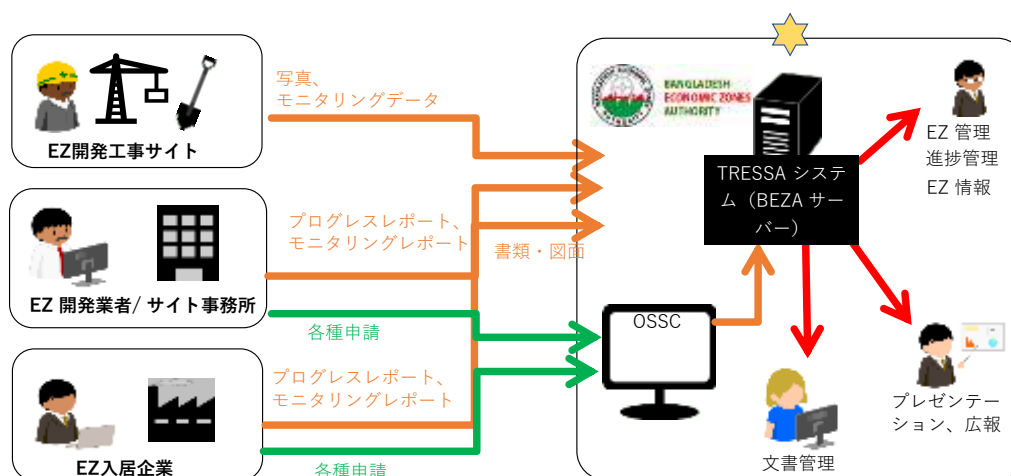 EZ開発工事サイト
写真、
モニタリングデータ
EZ 開発業者/ サイト事務所
プログレスレポート、
モニタリングレポート
書類・図面
各種申請
EZ入居企業
プログレスレポート、
モニタリングレポート
各種申請
BANGLADESH
ECONOMIC ZONES
AUTHORITY
TRESSA システ
ム（BEZA サー
バー）
OSSC
EZ 管理
進捗管理
EZ 情報
プレゼンテー
ション、広報
文書管理